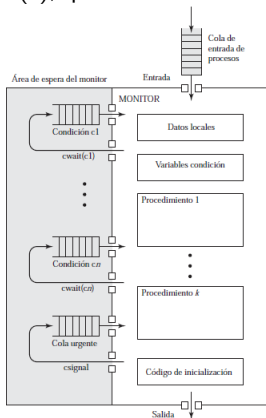 Cola de
entrada de
procesos
Área de espera del monitor
Entrada
MONITOR
Condición c1
cwait(c1)
Datos locales
Variables condición
Procedimiento 1
Condición cn
cwait(cn)
Procedimiento k
Cola urgente
csignal
Código de inicialización
Salida